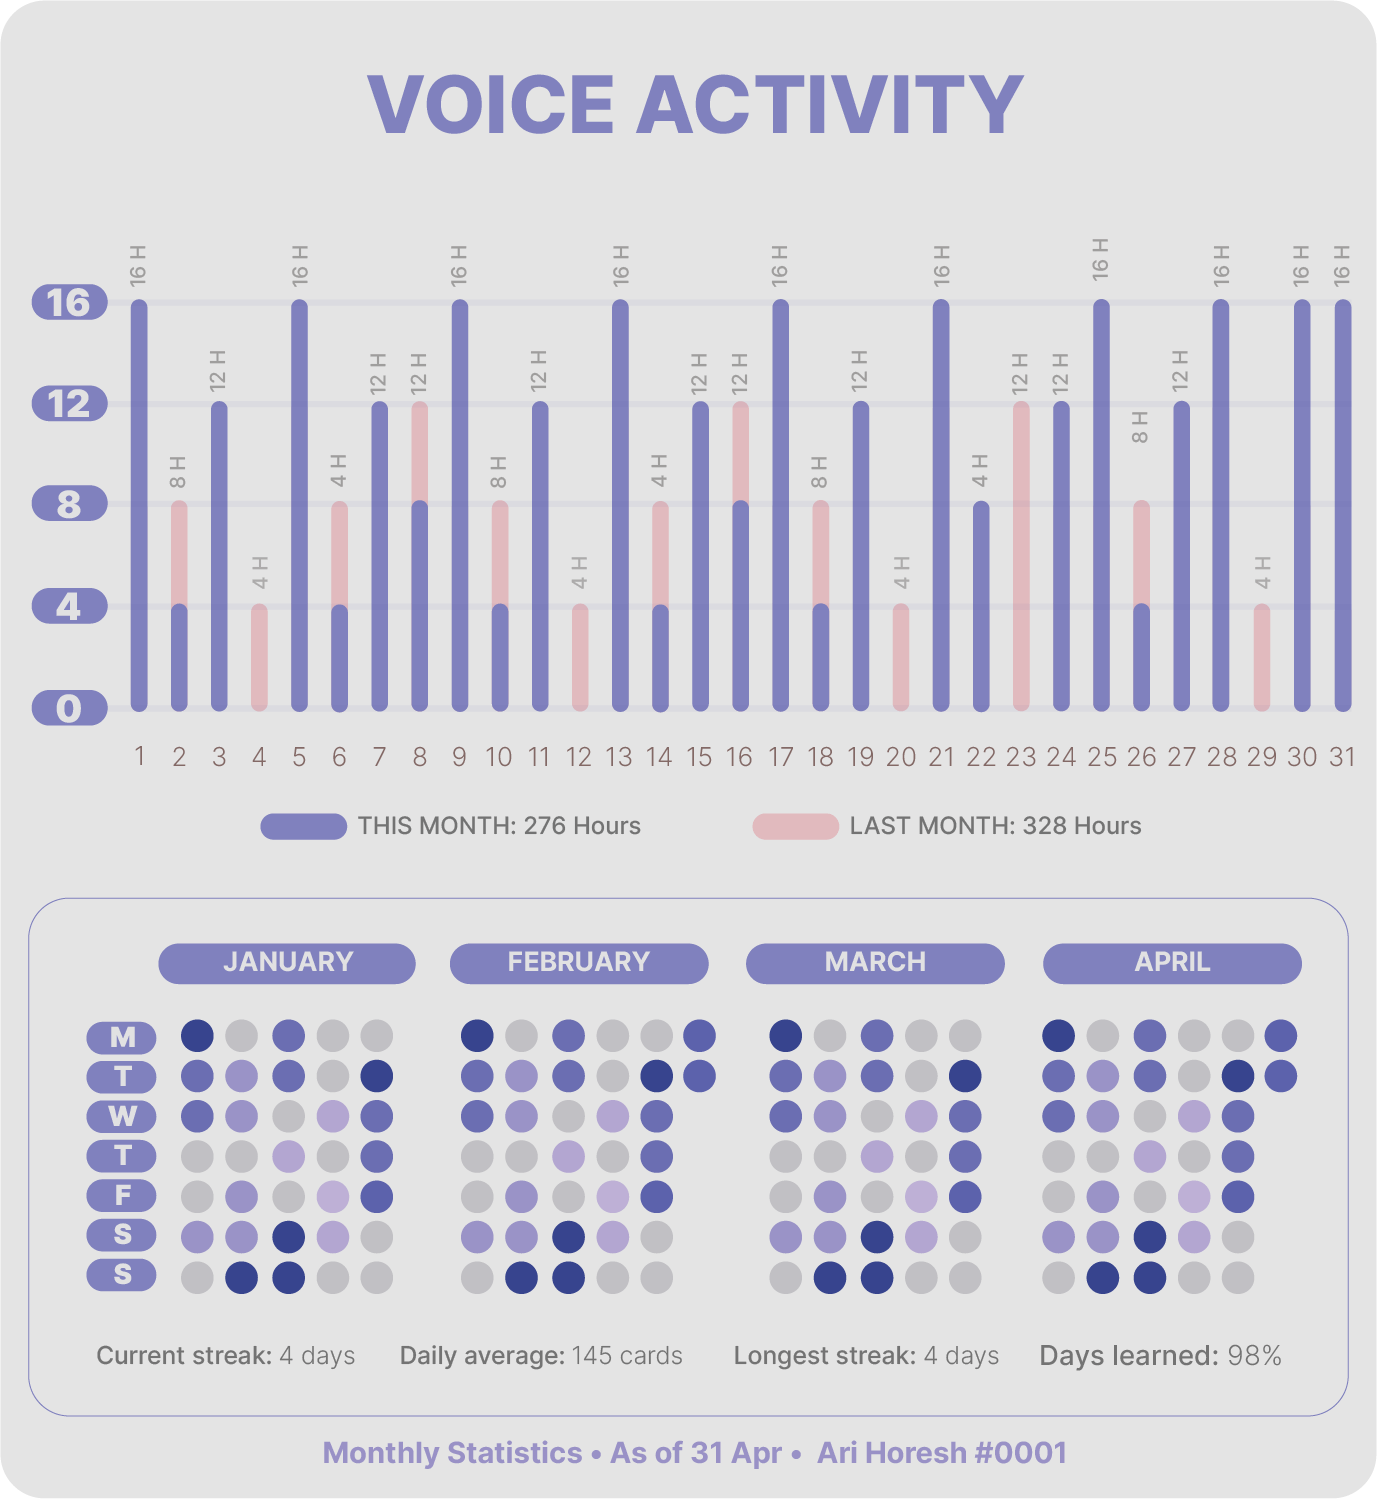 VOICE ACTIVITY
16 H
8 H
12 H
4 H
16 H
4 H
12 H
12 H
16 H
8 H
12 H
4 H
16 H
4 H
12 H
12 H
16 H
8 H
12 H
4 H
16 H
4 H
12 H
12 H
16 H
8 H
12 H
16 H
4 H
16 H
16 H
16
12
8
4
0
1 2 3 4 5 6 7 8 9 10 11 12 13 14 15 16 17 18 19 20 21 22 23 24 25 26 27 28 29 30 31
THIS MONTH: 276 Hours LAST MONTH: 328 Hours
JANUARY FEBRUARY MARCH APRIL
M
T
W
T
F
S
S
Current streak: 4 days Daily average: 145 cards Longest streak: 4 days Days learned: 98%
Monthly Statistics • As of 31 Apr • Ari Horesh #0001